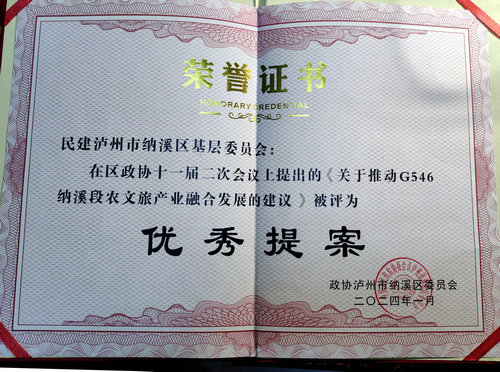 荣誉证书
HONORARY CREDENTIAL
民建泸州市纳溪区基层委员会：
在区政协十一届二次会议上提出的《关于推动G546
纳溪段农文旅产业融合发展的建议 》被评为
优秀提案
政协泸州市纳溪区委员会
二〇二四年一月